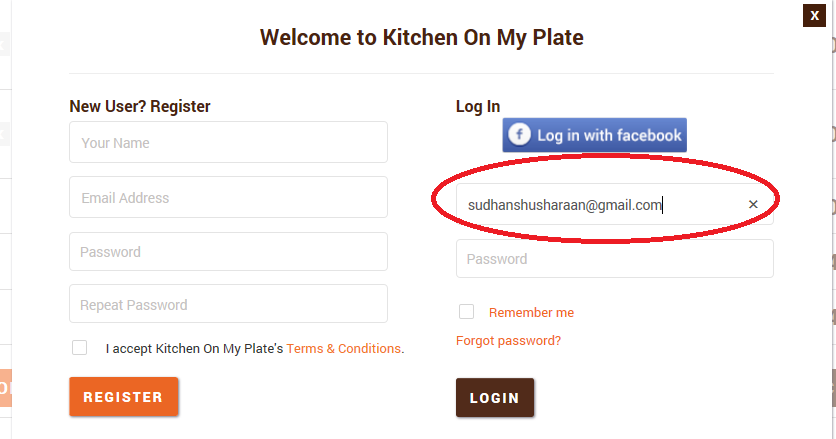 X
Welcome to Kitchen On My Plate
New User? Register
Your Name
Email Address
Password
Repeat Password
I accept Kitchen On My Plate's Terms & Conditions.
REGISTER
Log In
f Log in with facebook
sudhanshusharaan@gmail.com ×
Password
Remember me
Forgot password?
LOGIN